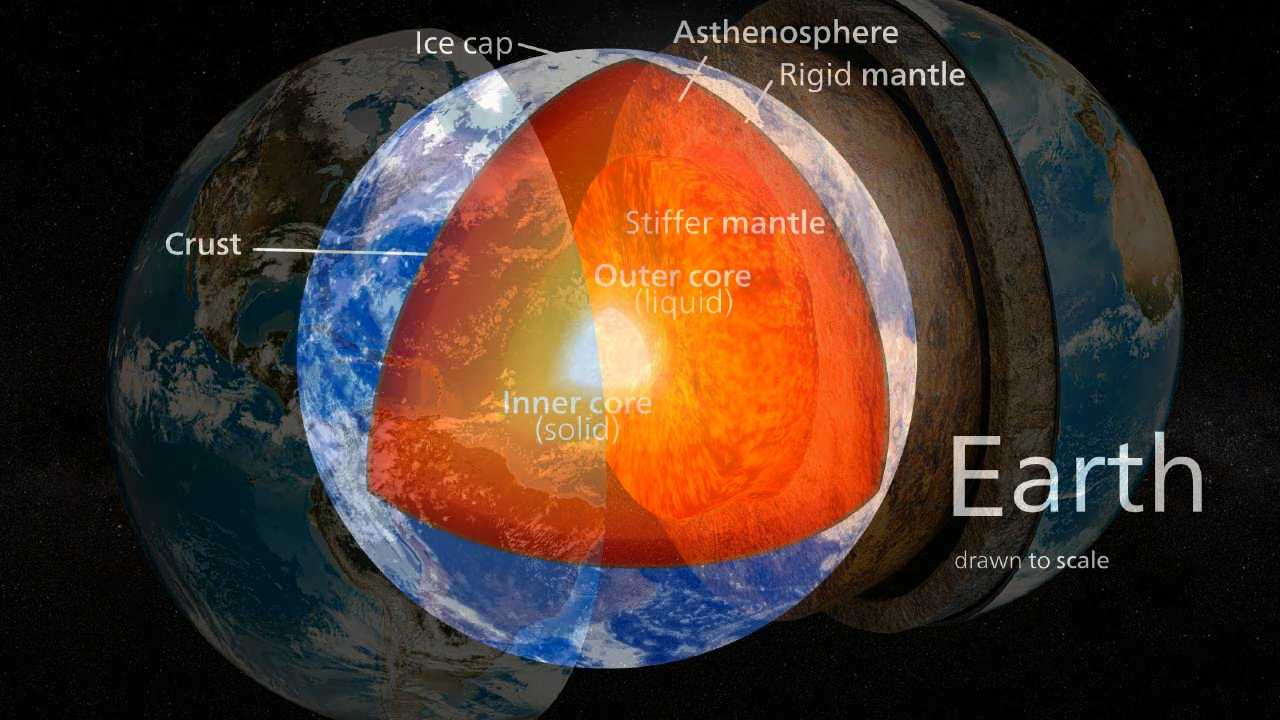 Ice cap
Asthenosphere
Rigid mantle
Crust
Stiffer mantle
Outer core
(liquid)
Inner core
(solid)
Earth
drawn to scale